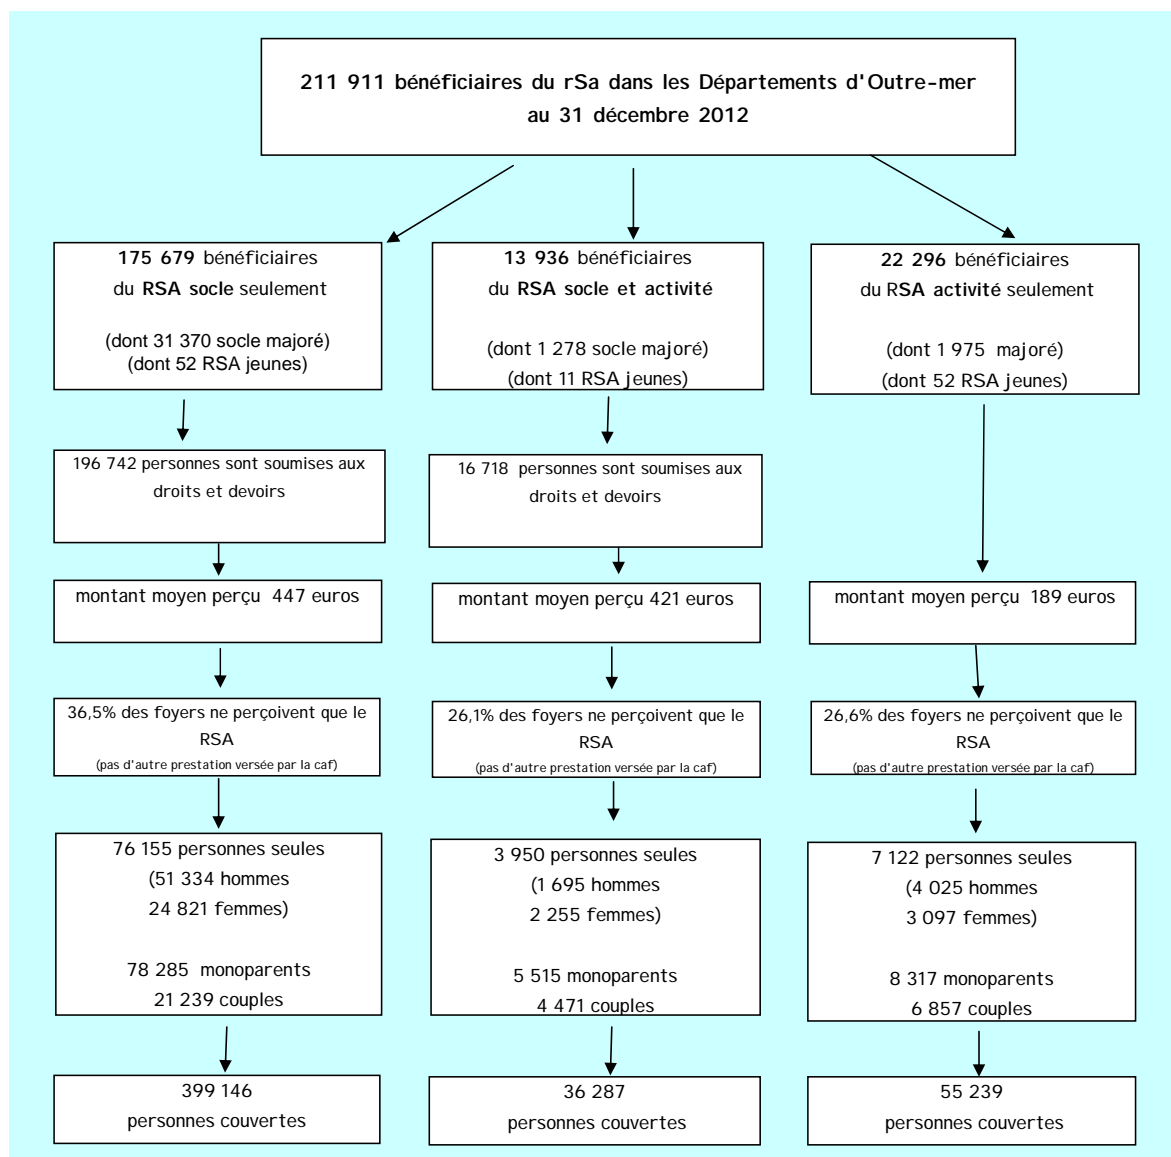 211 911 bénéficiaires du rSa dans les Départements d'Outre-mer
au 31 décembre 2012
175 679 bénéficiaires
du RSA socle seulement
(dont 31 370 socle majoré)
(dont 52 RSA jeunes)
196 742 personnes sont soumises aux
droits et devoirs
montant moyen perçu 447 euros
36,5% des foyers ne perçoivent que le
RSA
(pas d'autre prestation versée par la caf)
76 155 personnes seules
(51 334 hommes
24 821 femmes)
78 285 monoparents
21 239 couples
399 146
personnes couvertes
13 936 bénéficiaires
du RSA socle et activité
(dont 1 278 socle majoré)
(dont 11 RSA jeunes)
16 718 personnes sont soumises aux
droits et devoirs
montant moyen perçu 421 euros
26,1% des foyers ne perçoivent que le
RSA
(pas d'autre prestation versée par la caf)
3 950 personnes seules
(1 695 hommes
2 255 femmes)
5 515 monoparents
4 471 couples
36 287
personnes couvertes
22 296 bénéficiaires
du RSA activité seulement
(dont 1 975 majoré)
(dont 52 RSA jeunes)
montant moyen perçu 189 euros
26,6% des foyers ne perçoivent que le
RSA
(pas d'autre prestation versée par la caf)
7 122 personnes seules
(4 025 hommes
3 097 femmes)
8 317 monoparents
6 857 couples
55 239
personnes couvertes